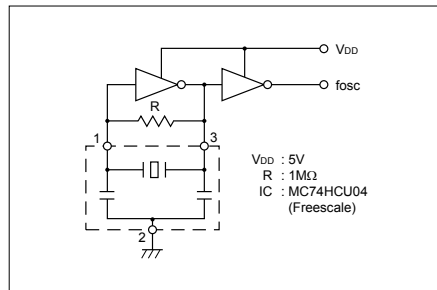 VDD
fosc
R
1
3
VDD : 5V
R : 1MΩ
IC : MC74HCU04
(Freescale)
2